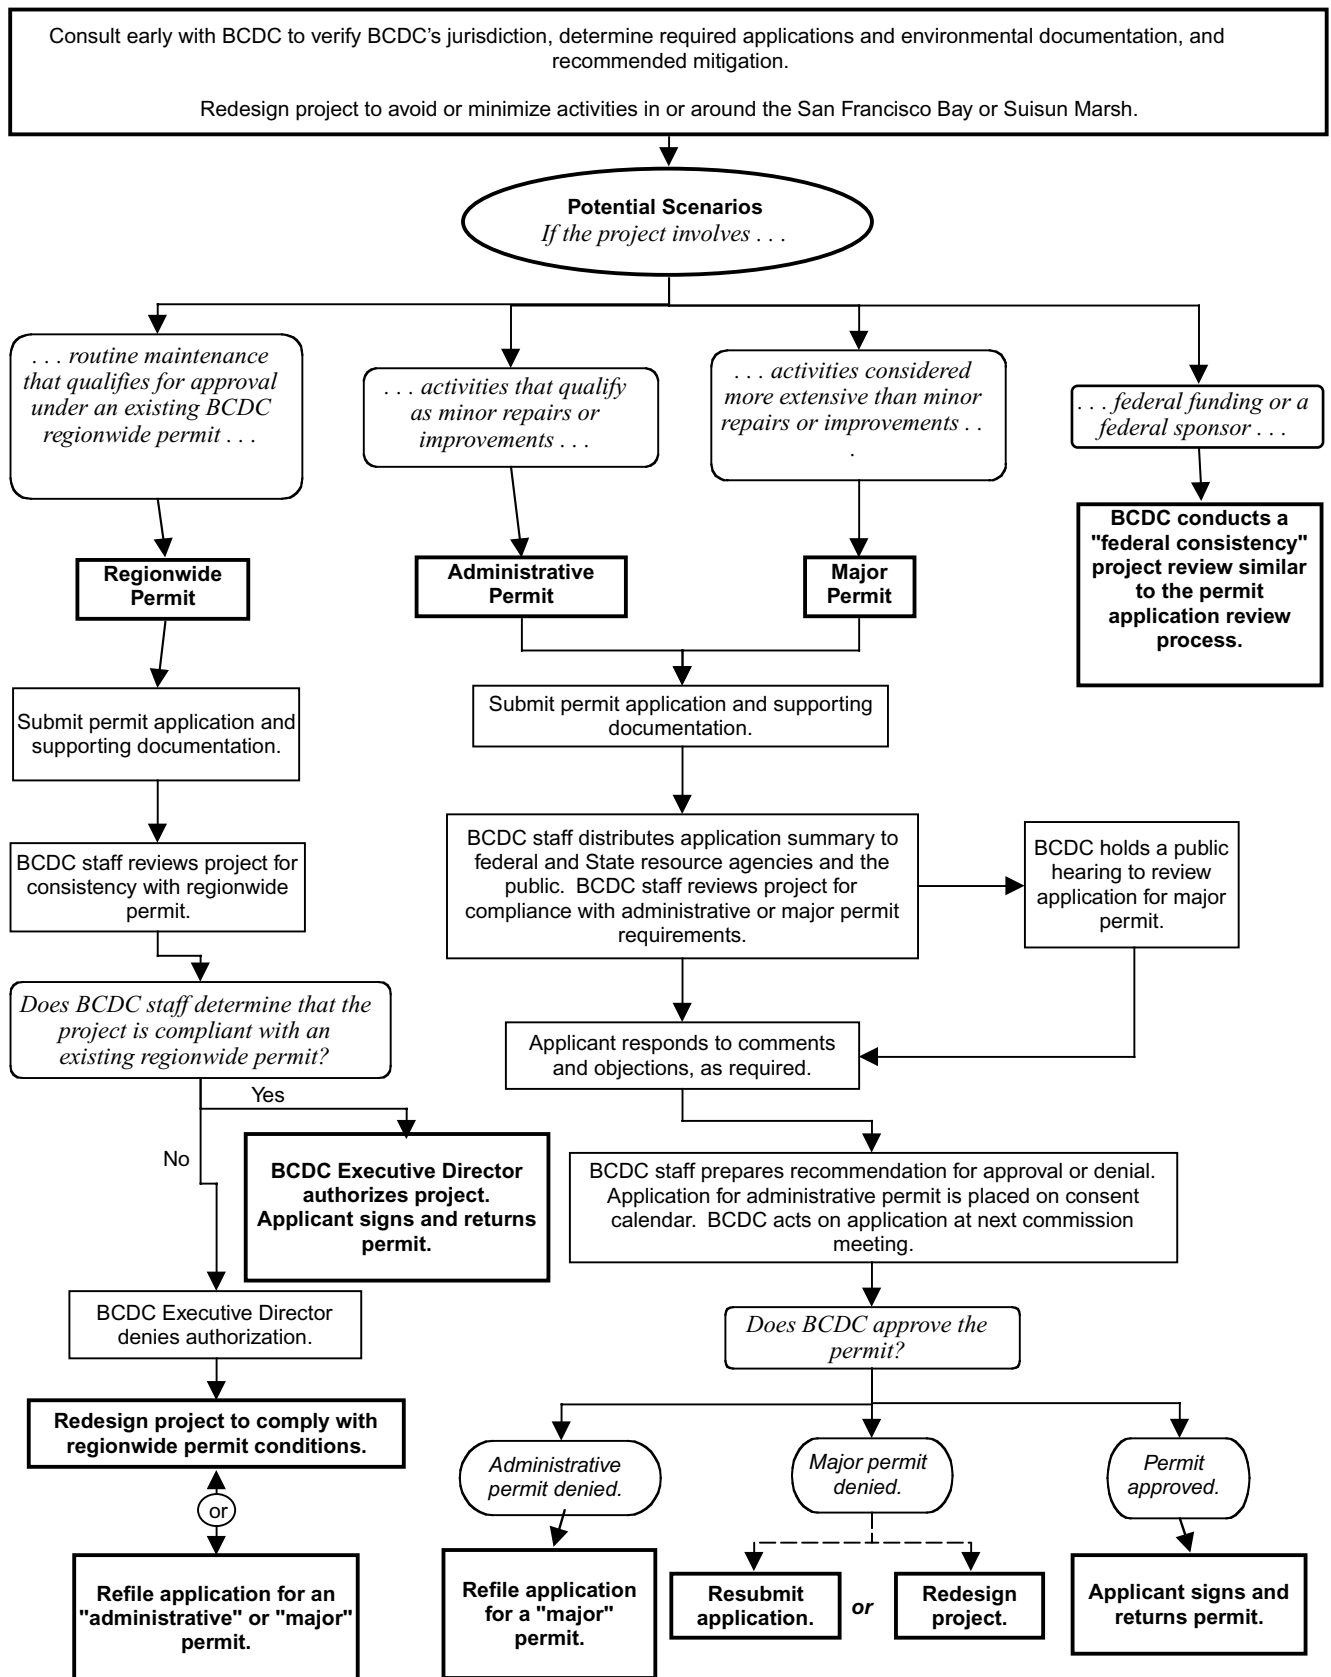 Consult early with BCDC to verify BCDC's jurisdiction, determine required applications and environmental documentation, and
recommended mitigation.
Redesign project to avoid or minimize activities in or around the San Francisco Bay or Suisun Marsh.
Potential Scenarios
If the project involves . . .
. . . routine maintenance
that qualifies for approval
under an existing BCDC
regionwide permit . . .
. . . activities that qualify
as minor repairs or
improvements . . .
. . . activities considered
more extensive than minor
repairs or improvements . .
.
. . . federal funding or a
federal sponsor . . .
Regionwide
Permit
Administrative
Permit
Major
Permit
BCDC conducts a
"federal consistency"
project review similar
to the permit
application review
process.
Submit permit application and
supporting documentation.
Submit permit application and supporting
documentation.
BCDC staff reviews project for
consistency with regionwide
permit.
BCDC staff distributes application summary to
federal and State resource agencies and the
public.  BCDC staff reviews project for
compliance with administrative or major permit
requirements.
BCDC holds a public
hearing to review
application for major
permit.
Does BCDC staff determine that the
project is compliant with an
existing regionwide permit?
Applicant responds to comments
and objections, as required.
Yes
No
BCDC Executive Director
authorizes project.
Applicant signs and returns
permit.
BCDC staff prepares recommendation for approval or denial.
Application for administrative permit is placed on consent
calendar.  BCDC acts on application at next commission
meeting.
BCDC Executive Director
denies authorization.
Does BCDC approve the
permit?
Redesign project to comply with
regionwide permit conditions.
or
Refile application for an
"administrative" or "major"
permit.
Administrative
permit denied.
Major permit
denied.
Permit
approved.
Refile application
for a "major"
permit.
Resubmit
application.
or
Redesign
project.
Applicant signs and
returns permit.